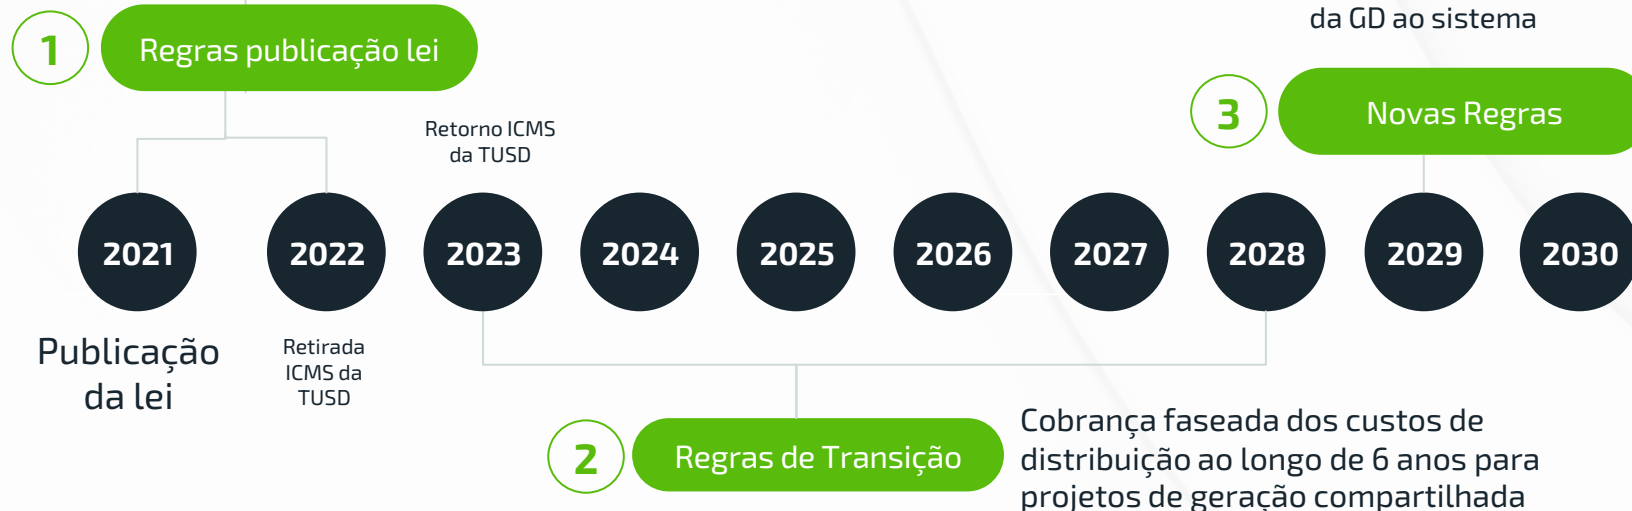 da GD ao sistema
1
Regras publicação lei
3
Novas Regras
Retorno ICMS
da TUSD
2021
2022
2023
2024
2025
2026
2027
2028
2029
2030
Publicação
da lei
Retirada
ICMS da
TUSD
2
Regras de Transição
Cobrança faseada dos custos de
distribuição ao longo de 6 anos para
projetos de geração compartilhada